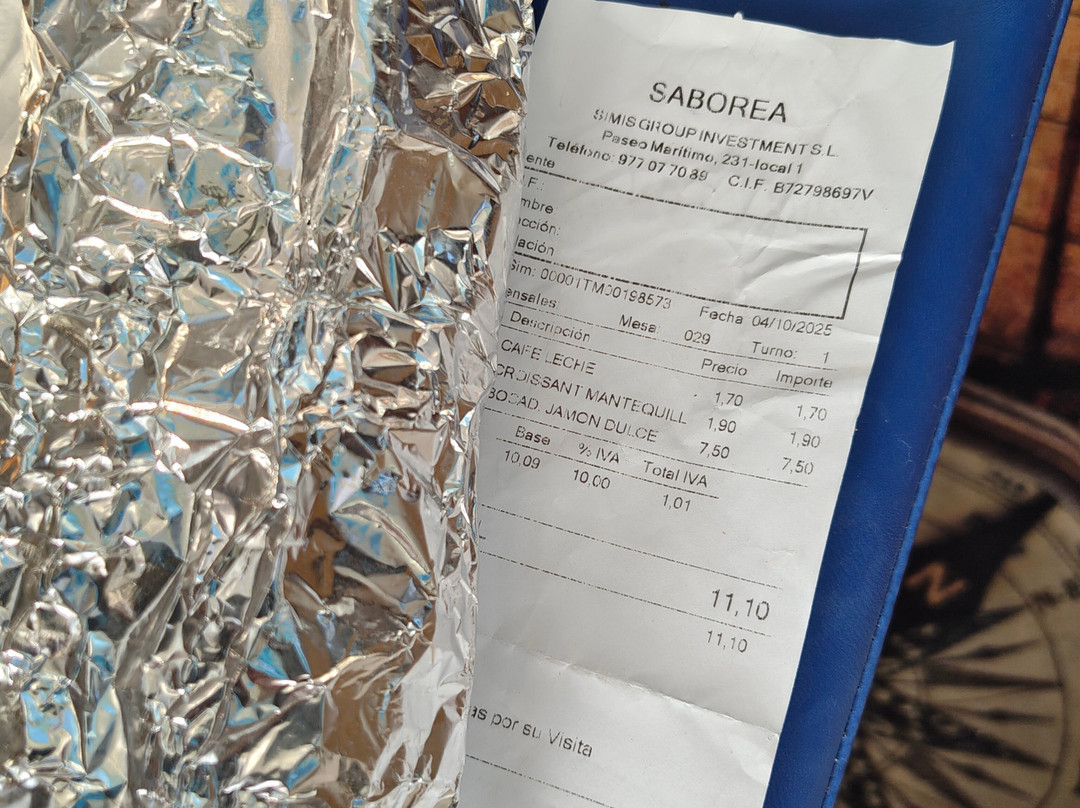 SABOREA
SIMIS GROUP INVESTMENT S.L.
Paseo Marítimo, 231-local 1
Teléfono: 977 07 70 89 C.I.F. B72798697V
ente
F.:
mbre
cción:
lación
Sim: 00001TM00198573 Fecha 04/10/2025
ensales: Mesa: 029 Turno: 1
Descripción Precio Importe
CAFE LECHE 1,70 1,70
CROISSANT MANTEQUILL 1,90 1,90
BOCAD. JAMON DULCE 7,50 7,50
Base % IVA Total IVA
10,09 10,00 1,01
11,10
11,10
as por su Visita
N